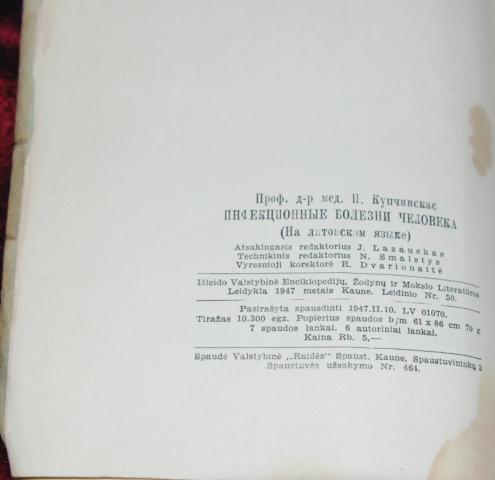 Проф. д-р мед. И. Купчинскас
ИНФЕКЦИОННЫЕ БОЛЕЗНИ ЧЕЛОВЕКА
(На литовском языке)
Atsakingasis redaktorius J. Lazauskas
Technikinis redaktorius N. Smalstys
Vyresnioji korektorė R. Dvarionaitė
Išleido Valstybinė Enciklopedijų, Žodynų ir Mokslo Literatūros
Leidykla 1947 metais Kaune. Leidinio Nr. 50.
Pasirašyta spausdinti 1947.II.10. LV 01070.
Tiražas 10.300 egz. Popierius spaudos b/m 61 x 86 cm 70 g
7 spaudos lankai. 6 autoriniai lankai.
Kaina Rb. 5,—
Spaudė Valstybinė „Raidės" Spaust. Kaune, Spaustuvininkų
Spaustuvės užsakymo Nr. 464.